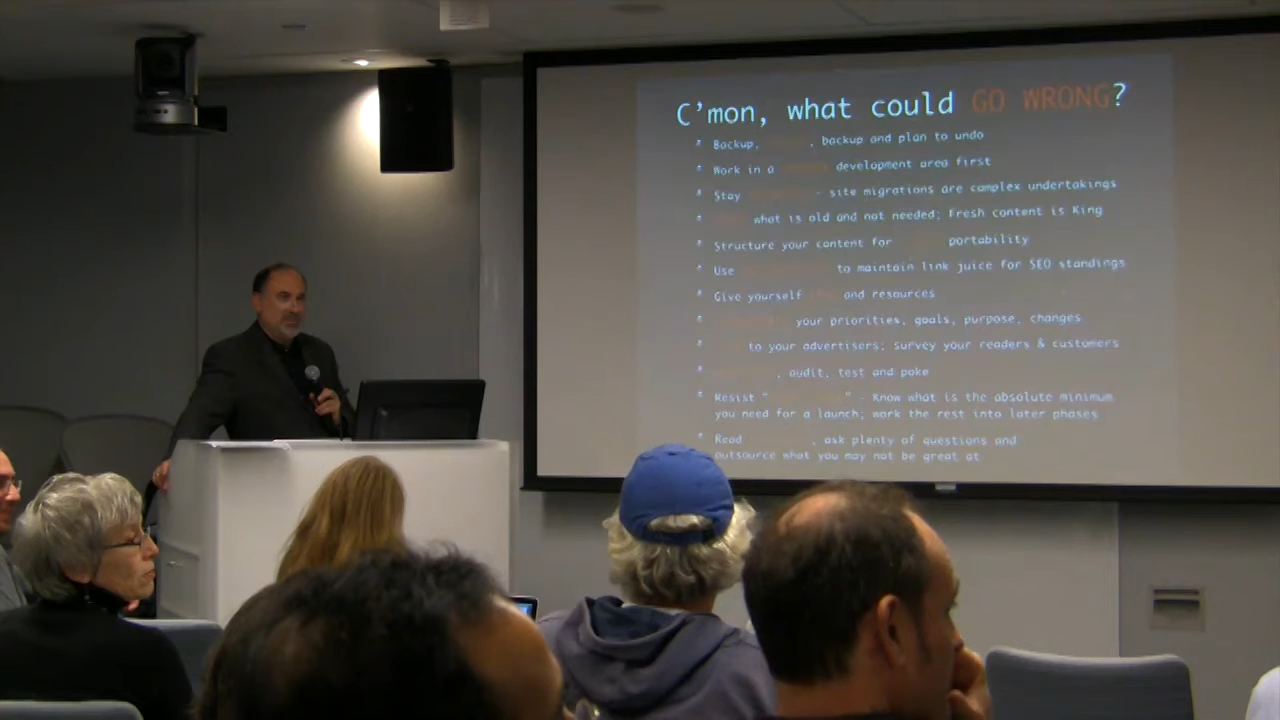 C'mon, what could GO WRONG?
* Backup, , backup and plan to undo
* Work in a development area first
* Stay - site migrations are complex undertakings
* what is old and not needed; Fresh content is King
* Structure your content for portability
* Use to maintain link juice for SEO standings
* Give yourself and resources
* your priorities, goals, purpose, changes
* to your advertisers; survey your readers & customers
* , audit, test and poke
* Resist " " - Know what is the absolute minimum
you need for a launch; work the rest into later phases
* Read , ask plenty of questions and
outsource what you may not be great at